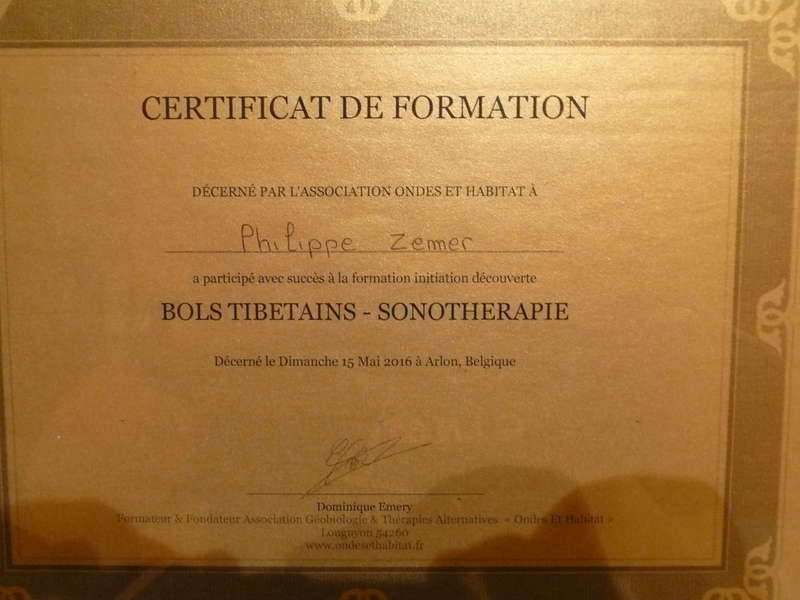 CERTIFICAT DE FORMATION
DÉCERNÉ PAR L'ASSOCIATION ONDES ET HABITAT À
Philippe Zemer
a participé avec succès à la formation initiation découverte
BOLS TIBETAINS - SONOTHERAPIE
Décerné le Dimanche 15 Mai 2016 à Arlon, Belgique
Dominique Emery
Formateur & Fondateur Association Géobiologie & Thérapies Alternatives « Ondes Et Habitat »
Longuyon 54260
www.ondesethabitat.fr